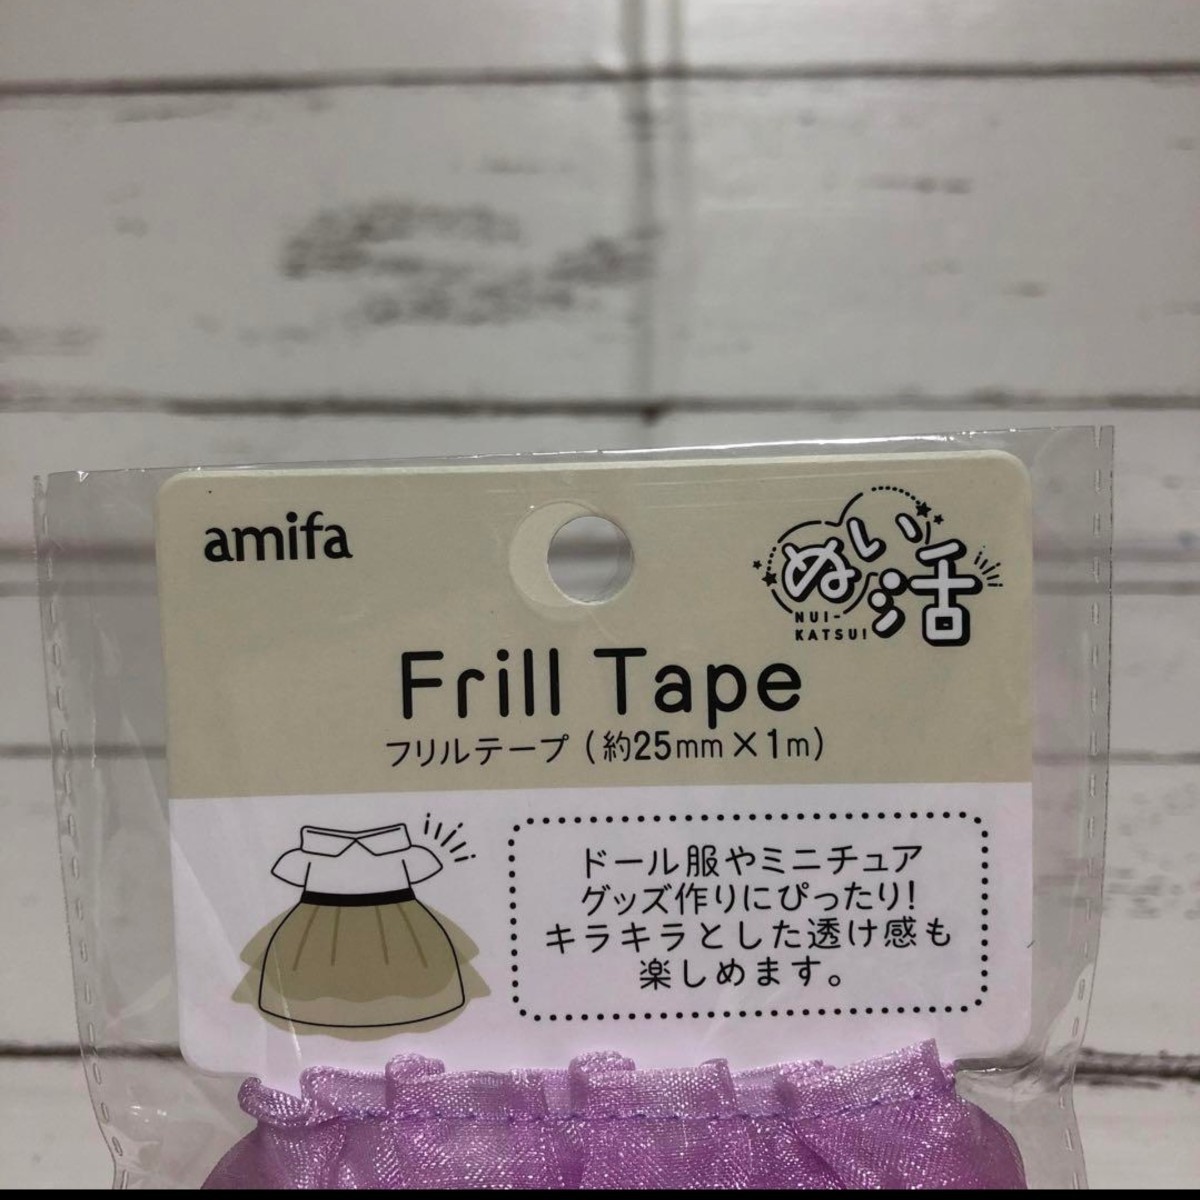 amifa
ぬい活
NUI-
KATSUI
Frill Tape
フリルテープ (約25mm×1m)
ドール服やミニチュア
グッズ作りにぴったり!
キラキラとした透け感も
楽しめます。